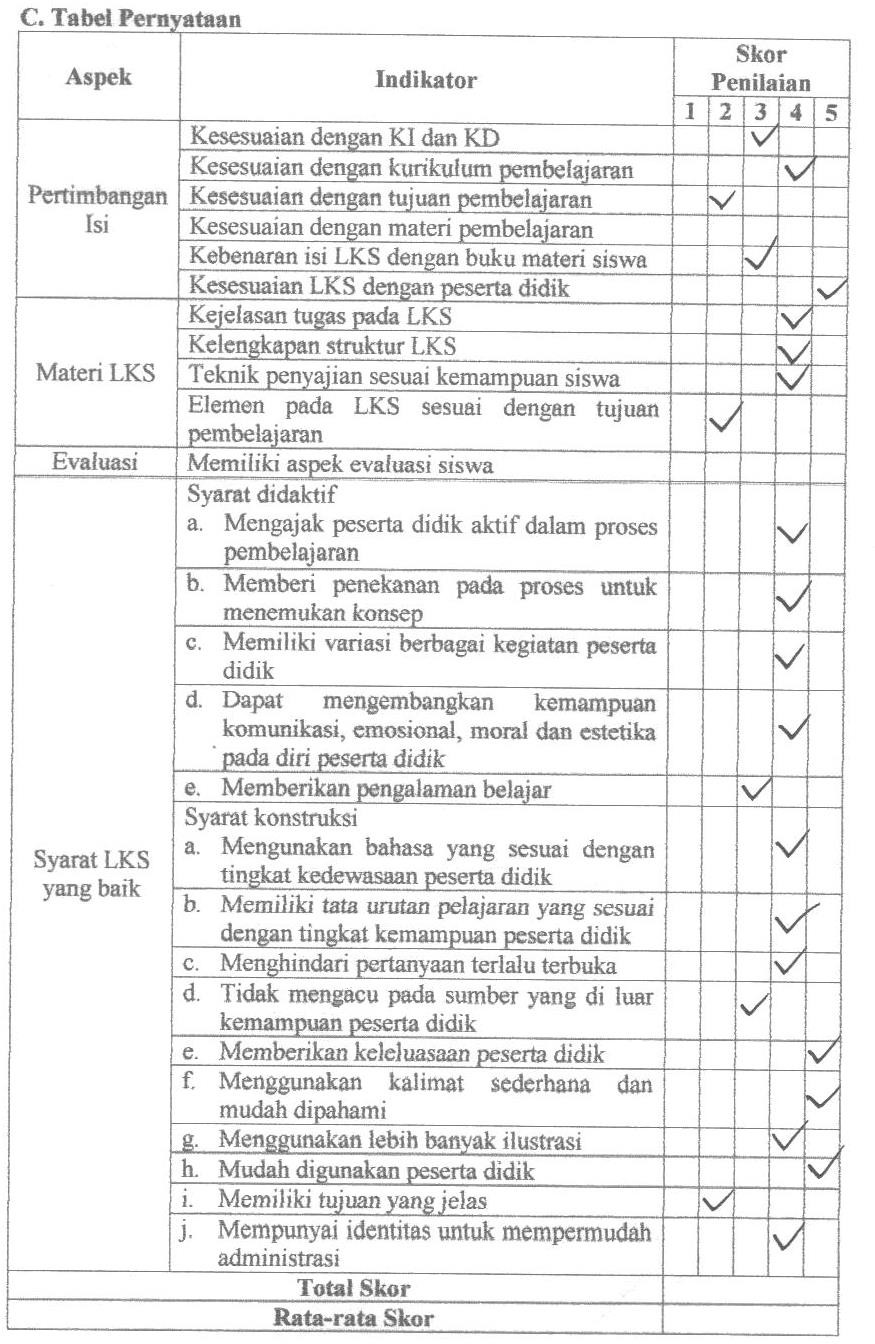 C. Tabel Pernyataan
Aspek
Indikator
Skor
Penilaian
1 2 3 4 5
Pertimbangan
Isi
Kesesuaian dengan KI dan KD ✓
Kesesuaian dengan kurikulum pembelajaran ✓
Kesesuaian dengan tujuan pembelajaran ✓
Kesesuaian dengan materi pembelajaran
Kebenaran isi LKS dengan buku materi siswa ✓
Kesesuaian LKS dengan peserta didik ✓
Materi LKS
Kejelasan tugas pada LKS ✓
Kelengkapan struktur LKS ✓
Teknik penyajian sesuai kemampuan siswa ✓
Elemen pada LKS sesuai dengan tujuan ✓
pembelajaran
Evaluasi
Memiliki aspek evaluasi siswa
Syarat LKS
yang baik
Syarat didaktif
a. Mengajak peserta didik aktif dalam proses ✓
pembelajaran
b. Memberi penekanan pada proses untuk ✓
menemukan konsep
c. Memiliki variasi berbagai kegiatan peserta ✓
didik
d. Dapat mengembangkan kemampuan
komunikasi, emosional, moral dan estetika ✓
pada diri peserta didik
e. Memberikan pengalaman belajar ✓
Syarat konstruksi
a. Mengunakan bahasa yang sesuai dengan ✓
tingkat kedewasaan peserta didik
b. Memiliki tata urutan pelajaran yang sesuai ✓
dengan tingkat kemampuan peserta didik
c. Menghindari pertanyaan terlalu terbuka ✓
d. Tidak mengacu pada sumber yang di luar ✓
kemampuan peserta didik
e. Memberikan keleluasaan peserta didik ✓
f. Menggunakan kalimat sederhana dan ✓
mudah dipahami
g. Menggunakan lebih banyak ilustrasi ✓
h. Mudah digunakan peserta didik ✓
i. Memiliki tujuan yang jelas ✓
j. Mempunyai identitas untuk mempermudah ✓
administrasi
Total Skor
Rata-rata Skor